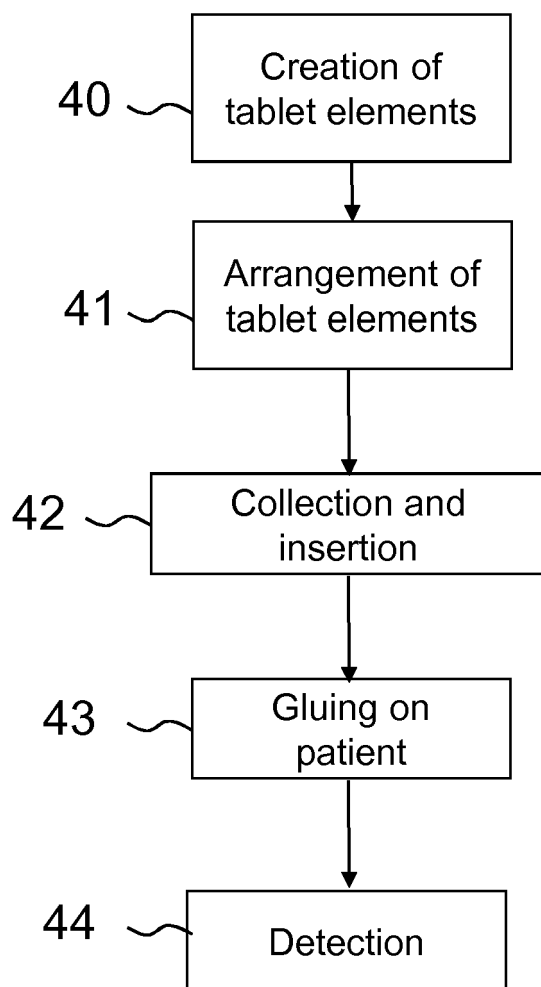 40
Creation of
tablet elements
41
Arrangement of
tablet elements
42
Collection and
insertion
43
Gluing on
patient
44
Detection